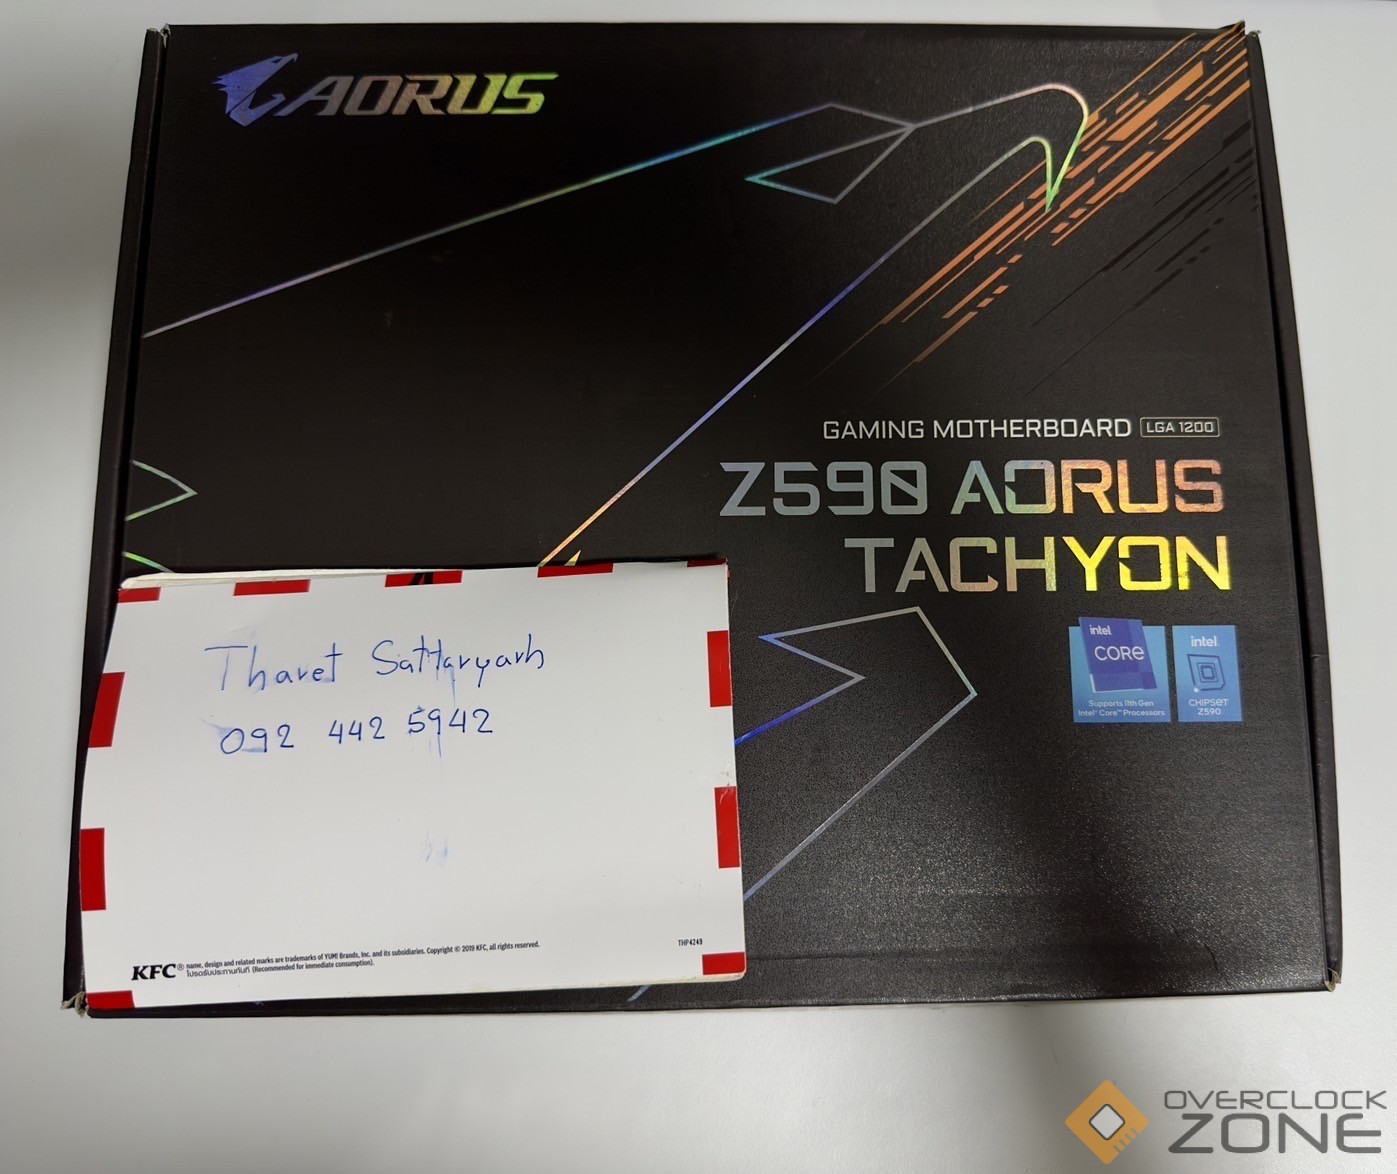 AORUS
GAMING MOTHERBOARD LGA 1200
Z590 AORUS
TACHYON
intel
CORE
Supports 11th Gen
Intel® Core™ Processors
intel
CHIPSET
Z590
Tharet Sattaryarh
092 442 5942
KFC® name, design and related marks are trademarks of YUM! Brands, Inc. and its subsidiaries. Copyright © 2019 KFC, all rights reserved.
โปรดรับประทานทันที (Recommended for immediate consumption).
THP4249
OVERCLOCK
ZONE